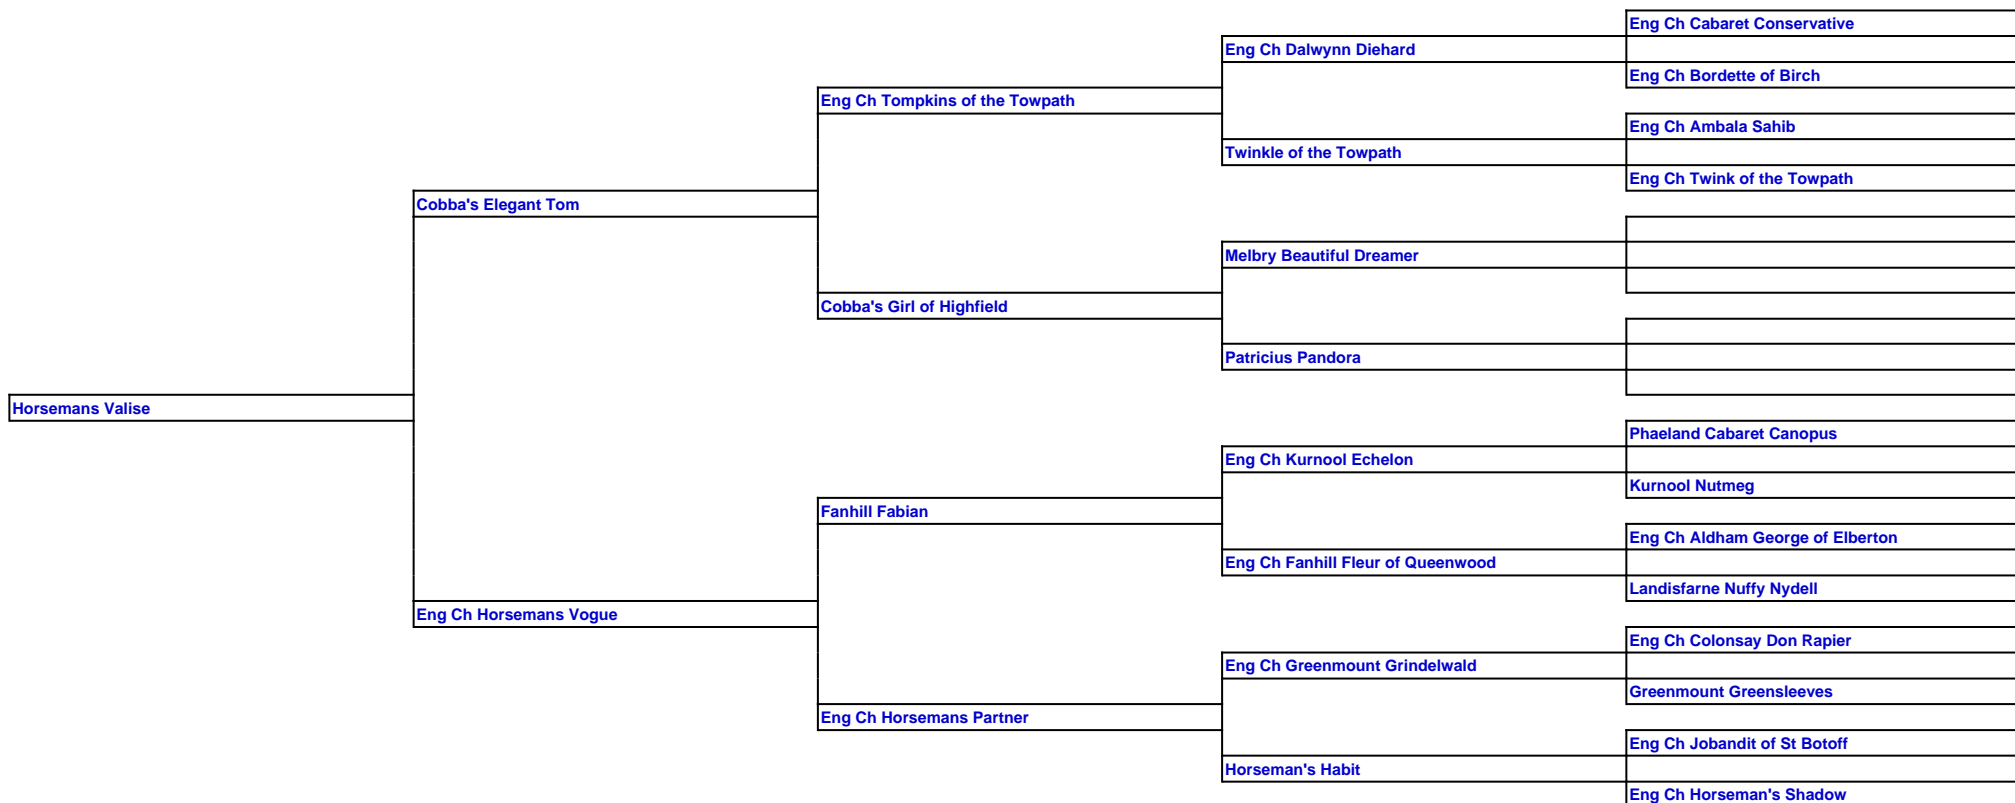 Eng Ch Cabaret Conservative
Eng Ch Dalwynn Diehard
Eng Ch Bordette of Birch
Eng Ch Tompkins of the Towpath
Eng Ch Ambala Sahib
Twinkle of the Towpath
Eng Ch Twink of the Towpath
Cobba's Elegant Tom
Melbry Beautiful Dreamer
Cobba's Girl of Highfield
Patricius Pandora
Horsemans Valise
Phaeland Cabaret Canopus
Eng Ch Kurnool Echelon
Kurnool Nutmeg
Fanhill Fabian
Eng Ch Aldham George of Elberton
Eng Ch Fanhill Fleur of Queenwood
Landisfarne Nuffy Nydell
Eng Ch Horsemans Vogue
Eng Ch Colonsay Don Rapier
Eng Ch Greenmount Grindelwald
Greenmount Greensleeves
Eng Ch Horsemans Partner
Eng Ch Jobandit of St Botoff
Horseman's Habit
Eng Ch Horseman's Shadow